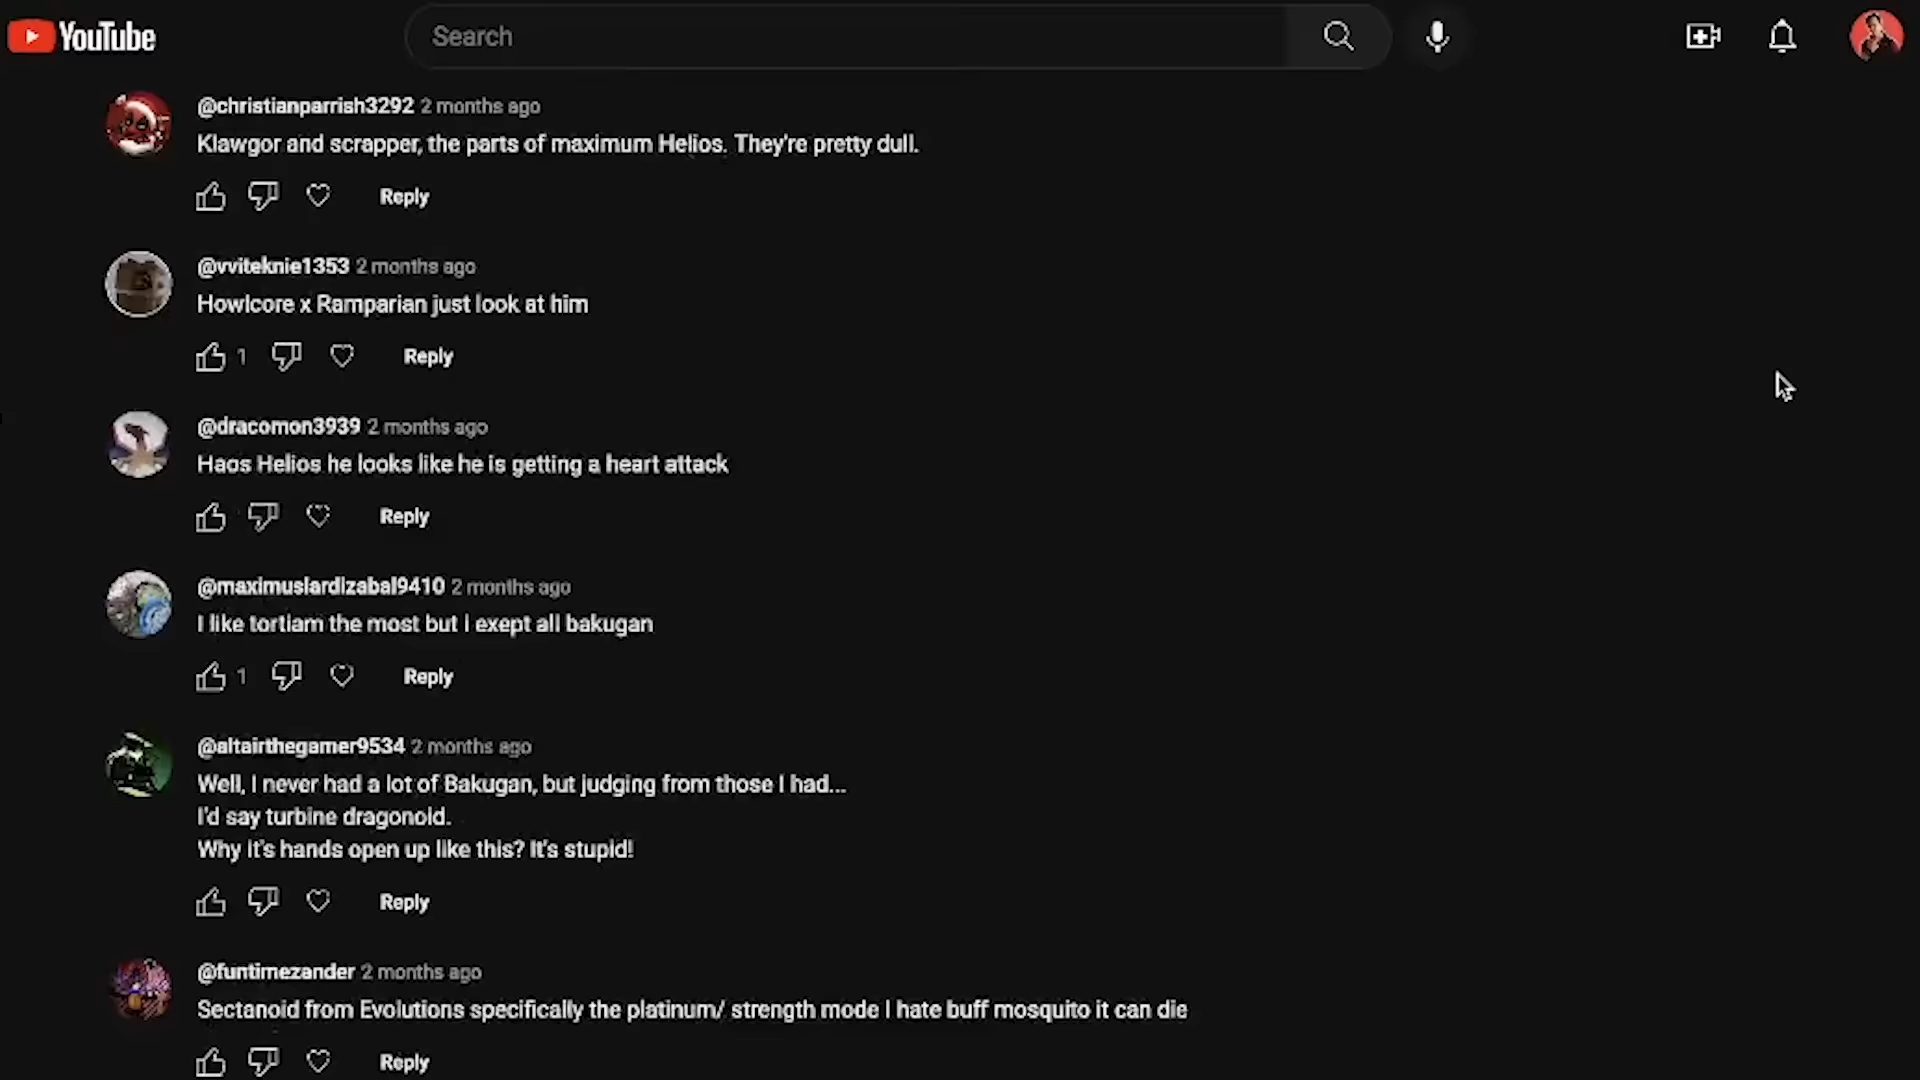 YouTube
Search
@christianparrish3292 2 months ago
Klawgor and scrapper, the parts of maximum Helios. They're pretty dull.
Reply
@vviteknie1353 2 months ago
Howlcore x Ramparian just look at him
1 Reply
@dracomon3939 2 months ago
Haos Helios he looks like he is getting a heart attack
Reply
@maximuslardizabal9410 2 months ago
I like tortiam the most but i exept all bakugan
1 Reply
@altairthegamer9534 2 months ago
Well, I never had a lot of Bakugan, but judging from those I had...
I'd say turbine dragonoid.
Why it's hands open up like this? It's stupid!
Reply
@funtimezander 2 months ago
Sectanoid from Evolutions specifically the platinum/ strength mode I hate buff mosquito it can die
Reply